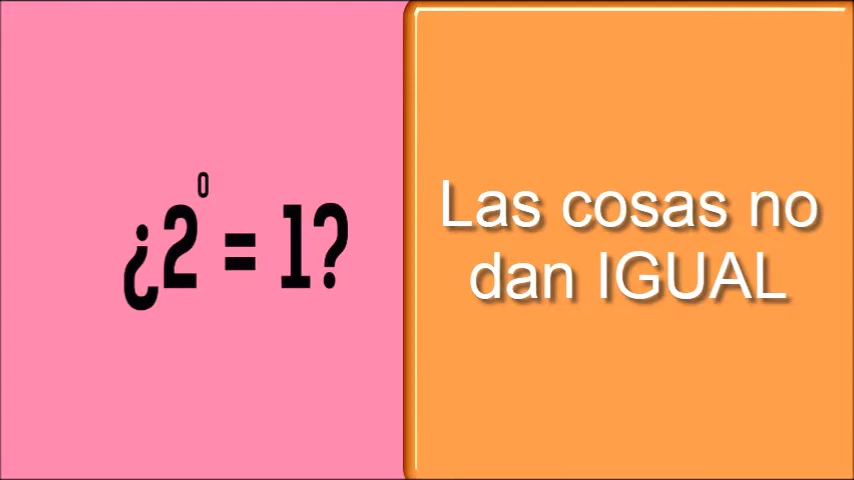 ¿2⁰ = 1?
Las cosas no
dan IGUAL